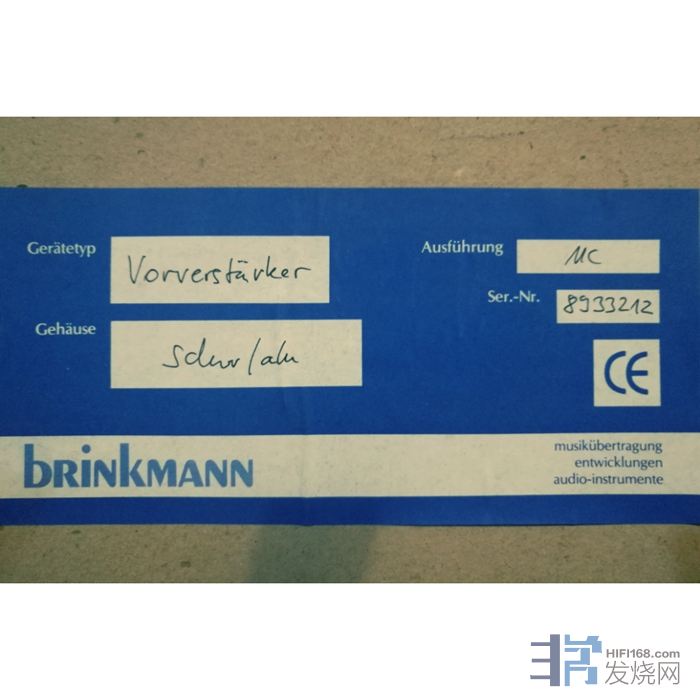 Gerätetyp
Vorverstärker
Ausführung
MC
Ser.-Nr.
8933212
Gehäuse
Schw/alu
CE
BRINKMANN
musikübertragung
entwicklungen
audio-instrumente
HIFI168.com
发烧网